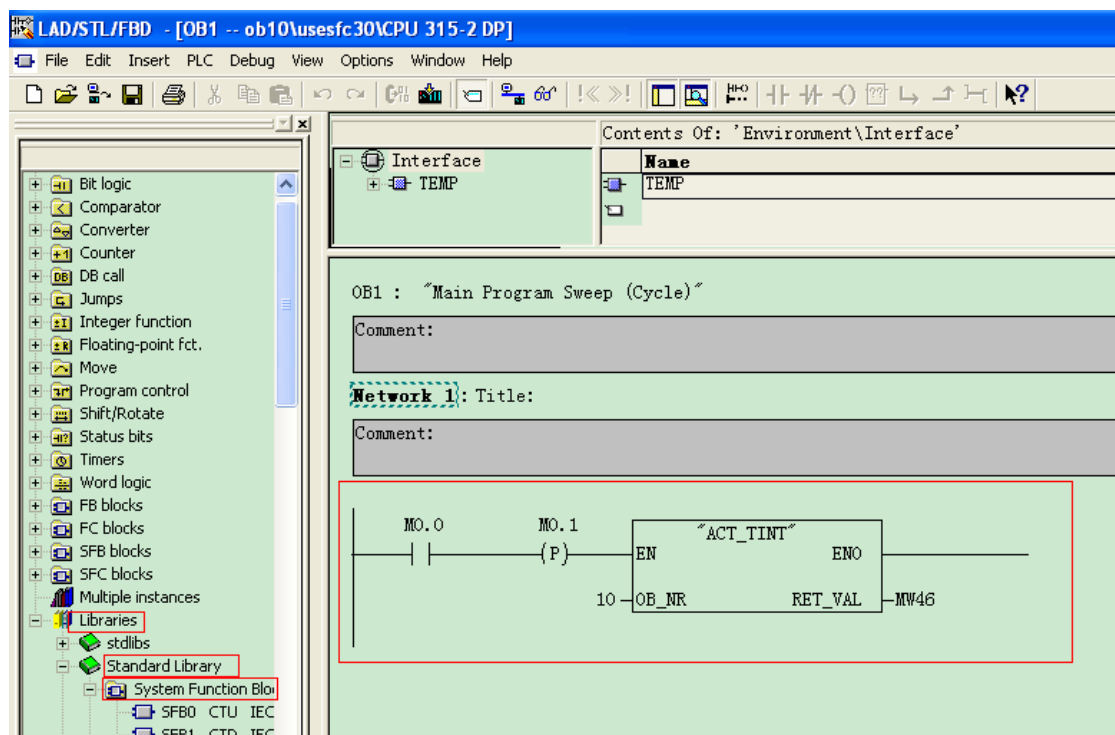 LAD/STL/FBD - [OB1 -- ob10\usesfc30\CPU 315-2 DP]
File Edit Insert PLC Debug View Options Window Help
Contents Of: 'Environment\Interface'
Interface
TEMP
Name
TEMP
Bit logic
Comparator
Converter
Counter
DB call
Jumps
Integer function
Floating-point fct.
Move
Program control
Shift/Rotate
Status bits
Timers
Word logic
FB blocks
FC blocks
SFB blocks
SFC blocks
Multiple instances
Libraries
stdlibs
Standard Library
System Function Blo
SFB0 CTU IEC
SFB1 CTD IEC
OB1 : "Main Program Sweep (Cycle)"
Comment:
Network 1: Title:
Comment:
M0.0 M0.1 "ACT_TINT"
(P) EN ENO
10 OB_NR RET_VAL MW46